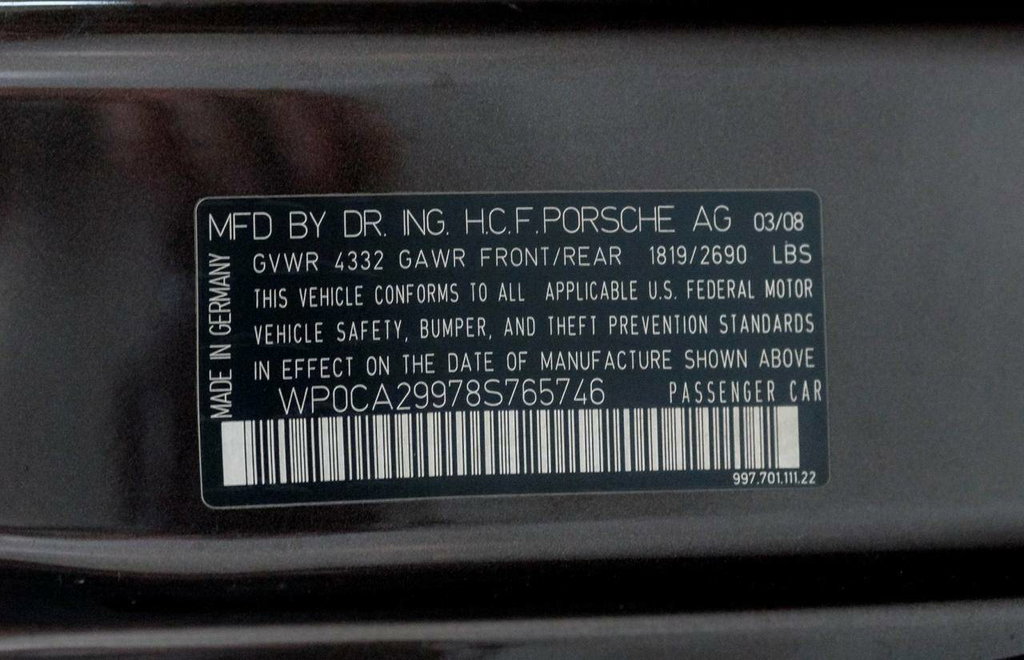 MFD BY DR. ING. H.C.F.PORSCHE AG 03/08
GVWR 4332 GAWR FRONT/REAR 1819/2690 LBS
THIS VEHICLE CONFORMS TO ALL APPLICABLE U.S. FEDERAL MOTOR
VEHICLE SAFETY, BUMPER, AND THEFT PREVENTION STANDARDS
IN EFFECT ON THE DATE OF MANUFACTURE SHOWN ABOVE
WP0CA29978S765746 PASSENGER CAR
997.701.111.22
MADE IN GERMANY